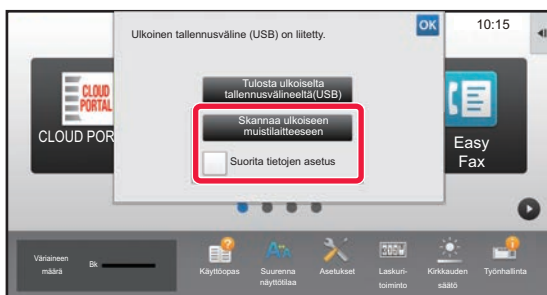 Ulkoinen tallennusväline (USB) on liitetty.
OK
10:15
Tulosta ulkoiselta
tallennusvälineeltä(USB)
Skannaa ulkoiseen
muistilaitteeseen
Suorita tietojen asetus
CLOUD
PORTAL
CLOUD POR
Easy
Fax
Väriaineen
määrä
Bk
Käyttöopas
Suurenna
näyttötilaa
Asetukset
Laskuri-
toiminto
Kirkkauden
säätö
Työnhallinta